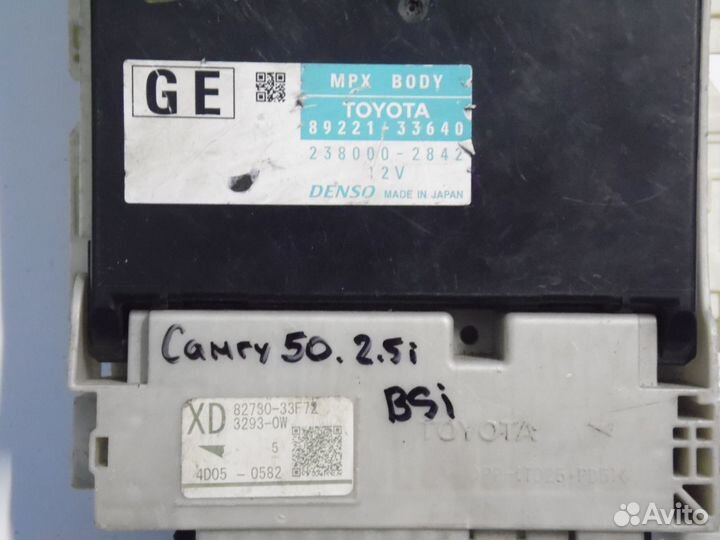 GE
MPX BODY
TOYOTA
89221-33640
238000-2842
12V
DENSO MADE IN JAPAN
Camry 50. 2.5i
BSi
XD 82730-33F72
3293-0W
5
4D05 - 0582
TOYOTA
Avito